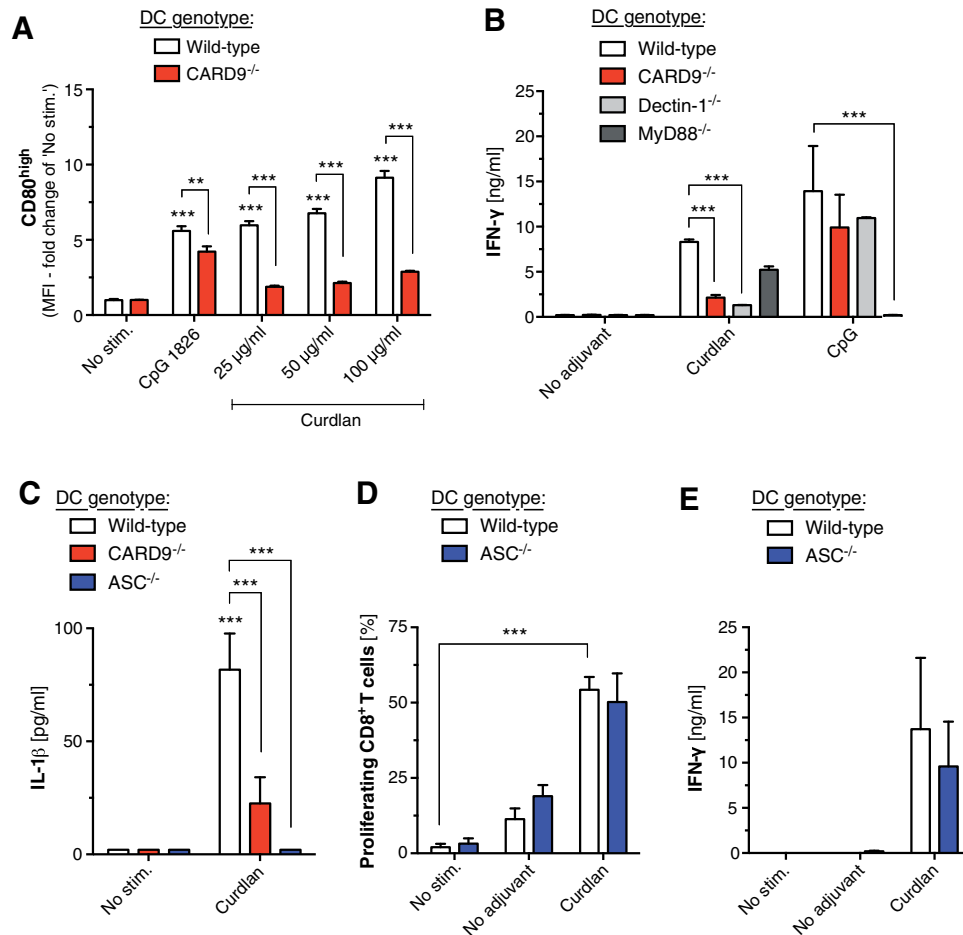 A
DC genotype:
Wild-type
CARD9-/-
CD80high
(MFI - fold change of 'No stim.')
15
10
5
0
***
**
***
***
***
***
***
***
No stim.
CpG 1826
25 µg/ml
50 µg/ml
100 µg/ml
Curdlan
B
DC genotype:
Wild-type
CARD9-/-
Dectin-1-/-
MyD88-/-
IFN-γ [ng/ml]
25
20
15
10
5
0
***
***
***
No adjuvant
Curdlan
CpG
C
DC genotype:
Wild-type
CARD9-/-
ASC-/-
IL-1β [pg/ml]
100
75
50
0
***
***
***
No stim.
Curdlan
D
DC genotype:
Wild-type
ASC-/-
Proliferating CD8+ T cells [%]
75
50
25
0
***
No stim.
No adjuvant
Curdlan
E
DC genotype:
Wild-type
ASC-/-
IFN-γ [ng/ml]
25
20
15
10
5
0
No stim.
No adjuvant
Curdlan